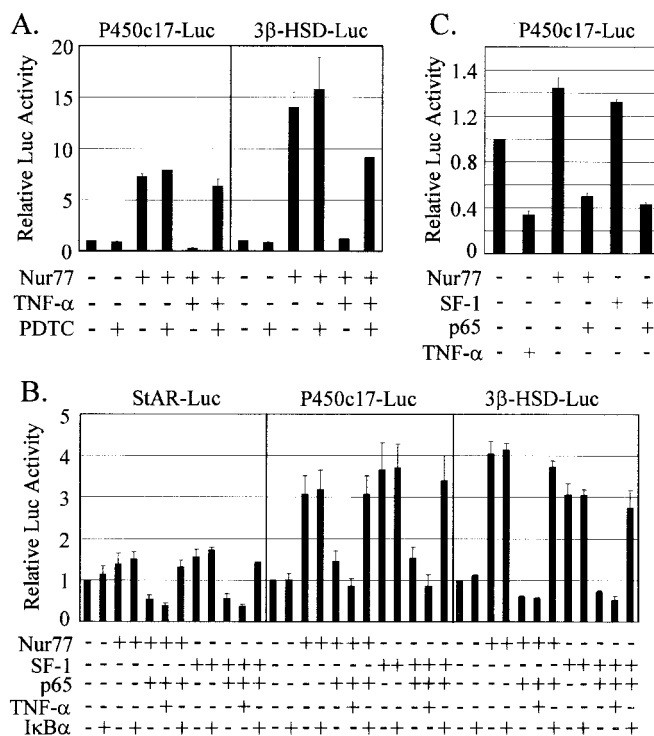 A.
P450c17-Luc 3β-HSD-Luc
Relative Luc Activity
20
15
10
5
0
Nur77 - - + + + + - - + + + +
TNF-α - - - - + + - - - - + +
PDTC - + - + - + - + - + - +
C.
P450c17-Luc
Relative Luc Activity
1.4
1.2
0.8
0.4
0
Nur77 - - + + - -
SF-1 - - - - + +
p65 - - - + - +
TNF-α - + - - - -
B.
StAR-Luc P450c17-Luc 3β-HSD-Luc
Relative Luc Activity
5
4
3
2
1
0
Nur77 - - + + + + + - - - - - - - + + + + + - - - - - - - + + + + + - - - - -
SF-1 - - - - - - - + + + + + - - - - - - - + + + + + - - - - - - - + + + + +
p65 - - - - + + + - - + + + - - - - + + + - - + + + - - - - + + + - - + + +
TNF-α - - - - - + - - - - + - - - - - - + - - - - + - - - - - - + - - - - + -
IκBα - + - + - - + - + - - + - + - + - - + - + - - + - + - + - - + - + - - +